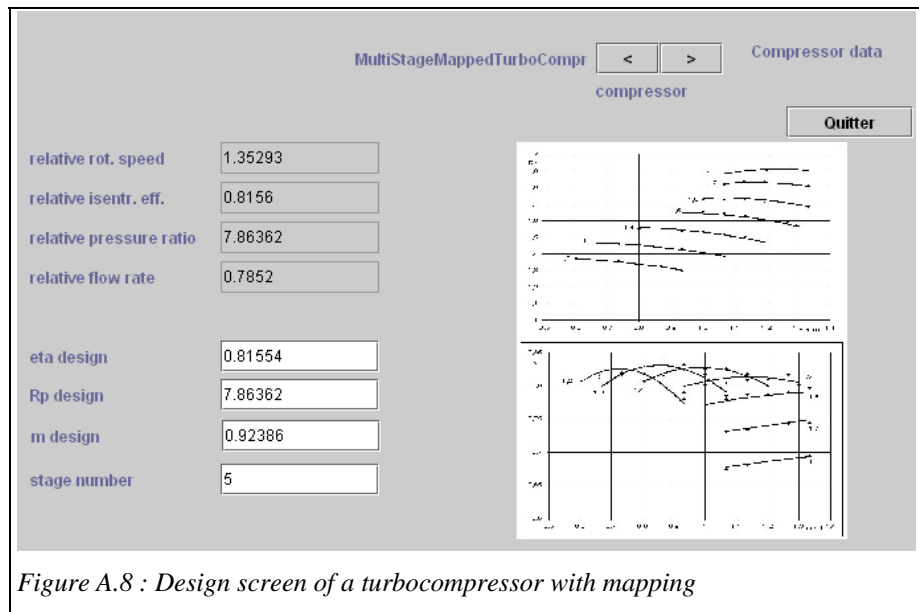 MultiStageMappedTurboCompr < > Compressor data
compressor
Quitter
relative rot. speed 1.35293
relative isentr. eff. 0.8156
relative pressure ratio 7.86362
relative flow rate 0.7852
eta design 0.81554
Rp design 7.86362
m design 0.92386
stage number 5
Figure A.8 : Design screen of a turbocompressor with mapping